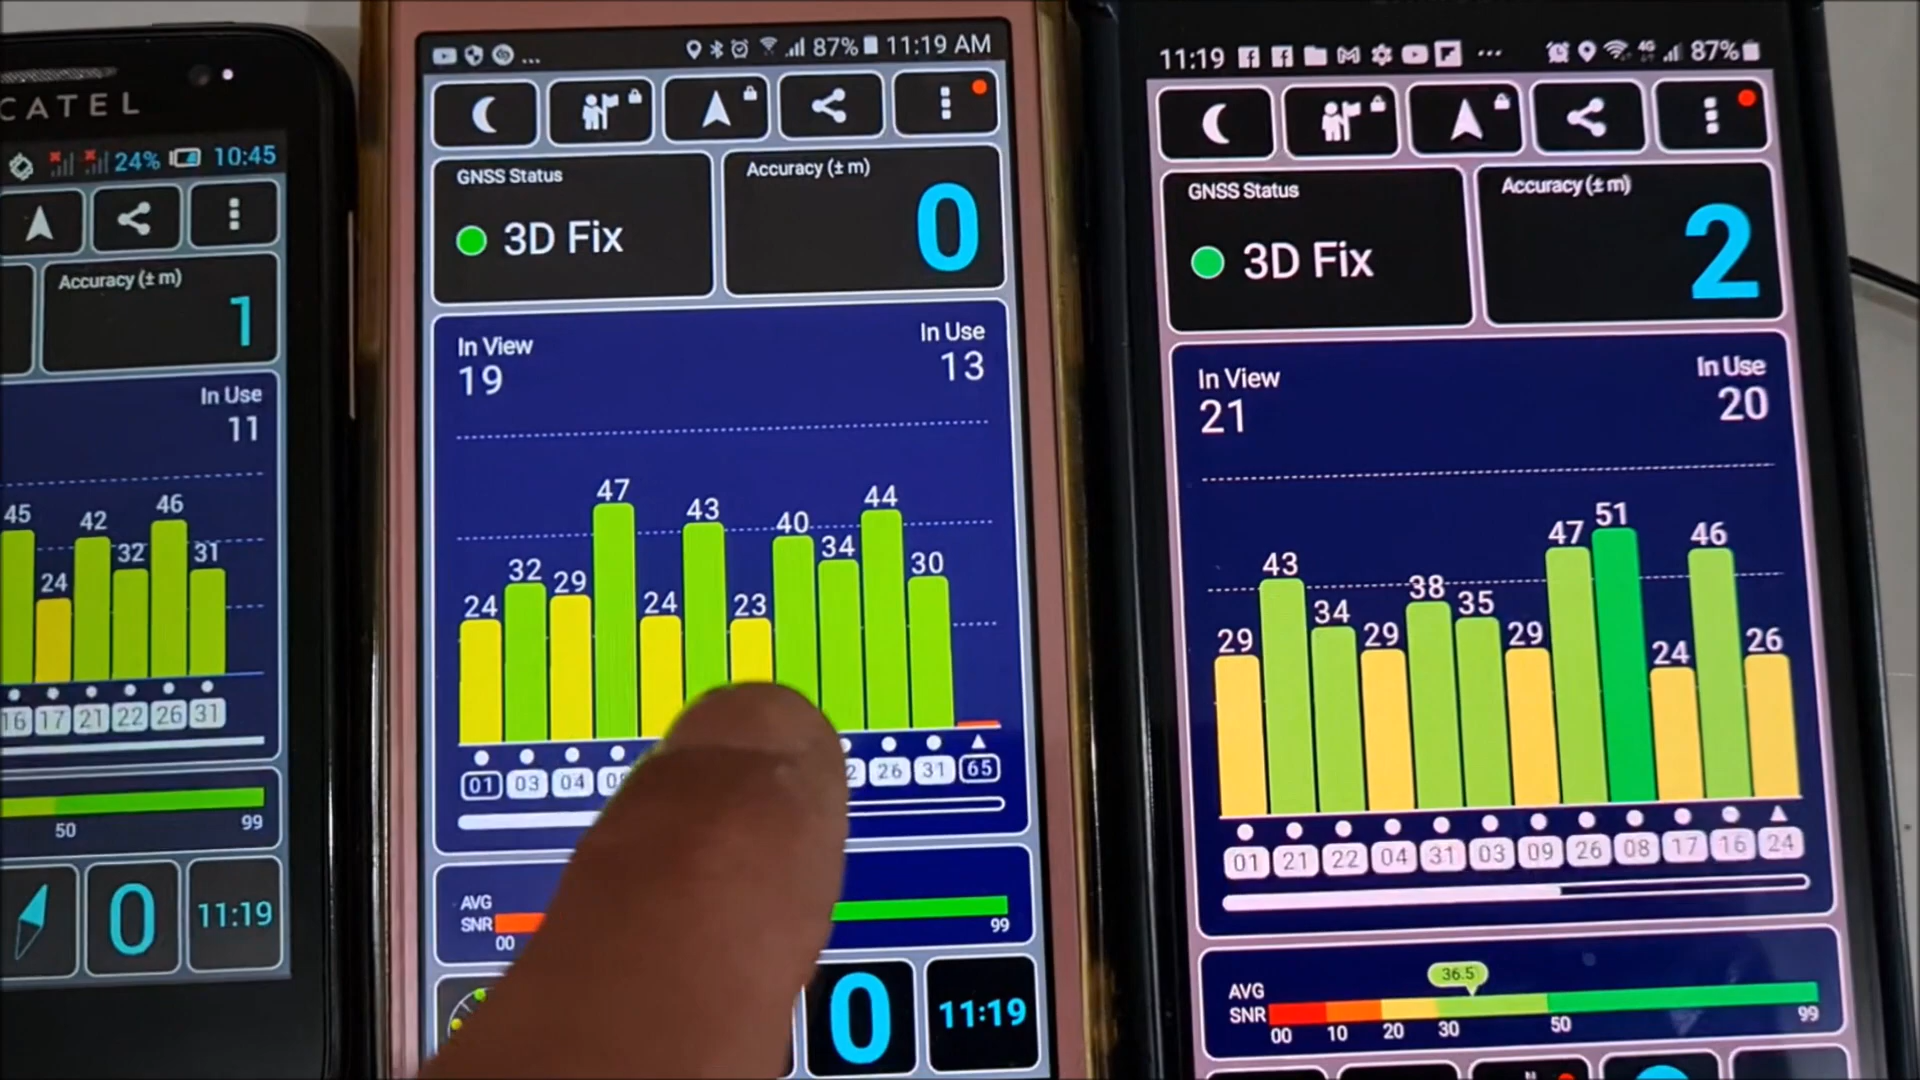 CATEL
24% 10:45
Accuracy (± m)
1
In Use
11
45 24 42 32 46 31
16 17 21 22 26 31
50 99
0 11:19
... 87% 11:19 AM
GNSS Status
3D Fix
Accuracy (± m)
0
In View
19
In Use
13
24 32 29 47 24 43 23 40 34 44 30
01 03 04 26 31 65
AVG
SNR
00 99
0 11:19
11:19 ... 4G 87%
GNSS Status
3D Fix
Accuracy (± m)
2
In View
21
In Use
20
29 43 34 29 38 35 29 47 51 24 46 26
01 21 22 04 31 03 09 26 08 17 16 24
36.5
AVG
SNR
00 10 20 30 50 99
N